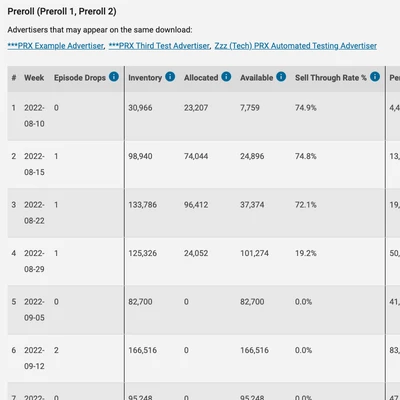 Preroll (Preroll 1, Preroll 2)
Advertisers that may appear on the same download:
***PRX Example Advertiser, ***PRX Third Test Advertiser, Zzz (Tech) PRX Automated Testing Advertiser
# Week Episode Drops i Inventory i Allocated i Available i Sell Through Rate % i
1 2022-08-10 0 30,966 23,207 7,759 74.9% 4,4
2 2022-08-15 1 98,940 74,044 24,896 74.8% 13,
3 2022-08-22 1 133,786 96,412 37,374 72.1% 19,
4 2022-08-29 1 125,326 24,052 101,274 19.2% 50,
5 2022-09-05 0 82,700 0 82,700 0.0% 41,
6 2022-09-12 2 166,516 0 166,516 0.0% 83,
7 2022- 0 95,248 0 95,248 0.0% 47